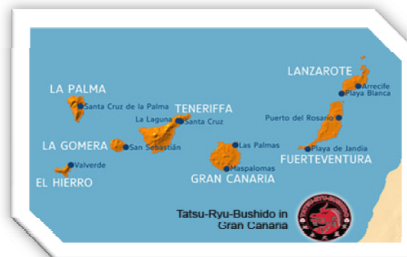 LANZAROTE
Arrecife
Playa Blanca
LA PALMA
Santa Cruz de la Palma
TENERIFFA
La Laguna
Santa Cruz
Puerto del Rosario
LA GOMERA
San Sebastián
Las Palmas
Playa de Jandia
FUERTEVENTURA
Valverde
Maspalomas
EL HIERRO
GRAN CANARIA
Tatsu-Ryu-Bushido in
Gran Canaria